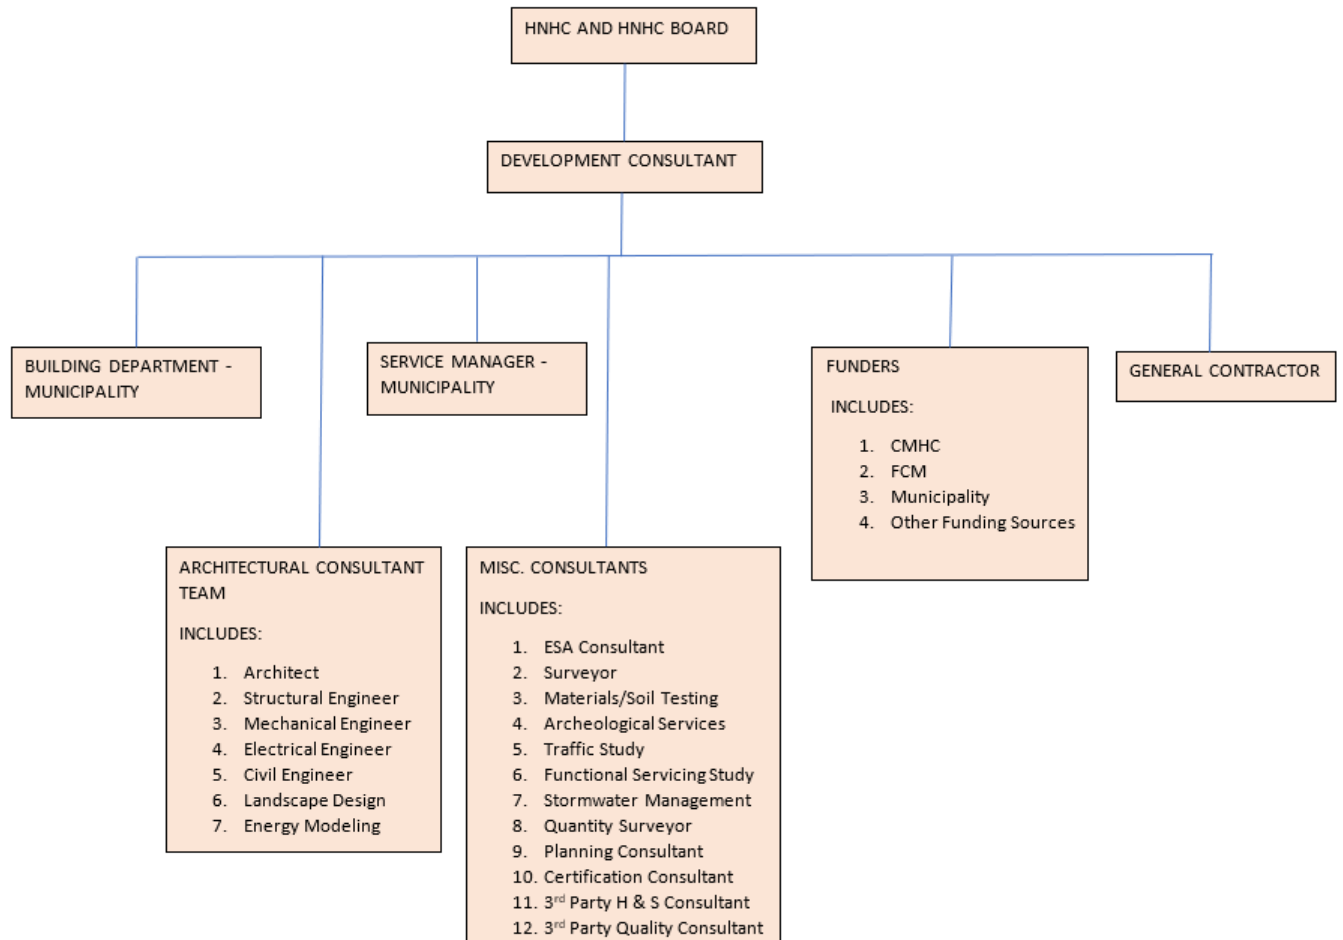 HNHC AND HNHC BOARD
DEVELOPMENT CONSULTANT
BUILDING DEPARTMENT -
MUNICIPALITY
SERVICE MANAGER -
MUNICIPALITY
FUNDERS
INCLUDES:
1. CMHC
2. FCM
3. Municipality
4. Other Funding Sources
GENERAL CONTRACTOR
ARCHITECTURAL CONSULTANT
TEAM
INCLUDES:
1. Architect
2. Structural Engineer
3. Mechanical Engineer
4. Electrical Engineer
5. Civil Engineer
6. Landscape Design
7. Energy Modeling
MISC. CONSULTANTS
INCLUDES:
1. ESA Consultant
2. Surveyor
3. Materials/Soil Testing
4. Archeological Services
5. Traffic Study
6. Functional Servicing Study
7. Stormwater Management
8. Quantity Surveyor
9. Planning Consultant
10. Certification Consultant
11. 3rd Party H & S Consultant
12. 3rd Party Quality Consultant